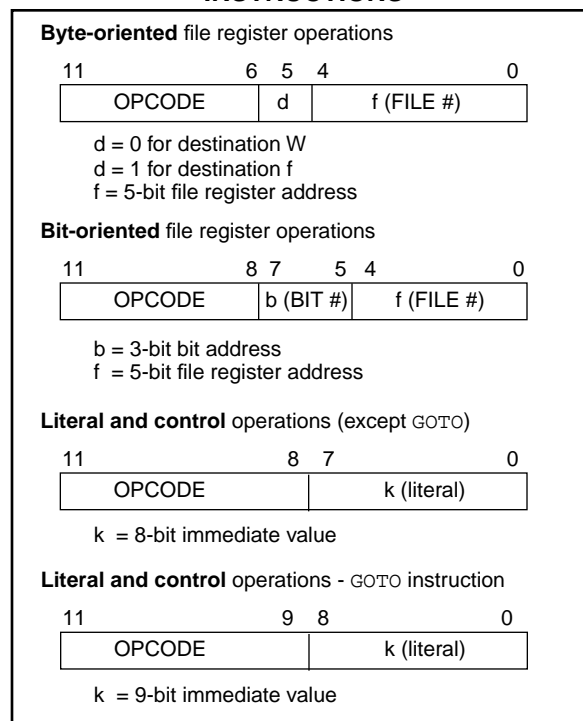 Byte-oriented file register operations
11 6 5 4 0
OPCODE d f (FILE #)
d = 0 for destination W
d = 1 for destination f
f = 5-bit file register address
Bit-oriented file register operations
11 8 7 5 4 0
OPCODE b (BIT #) f (FILE #)
b = 3-bit bit address
f = 5-bit file register address
Literal and control operations (except GOTO)
11 8 7 0
OPCODE k (literal)
k = 8-bit immediate value
Literal and control operations - GOTO instruction
11 9 8 0
OPCODE k (literal)
k = 9-bit immediate value